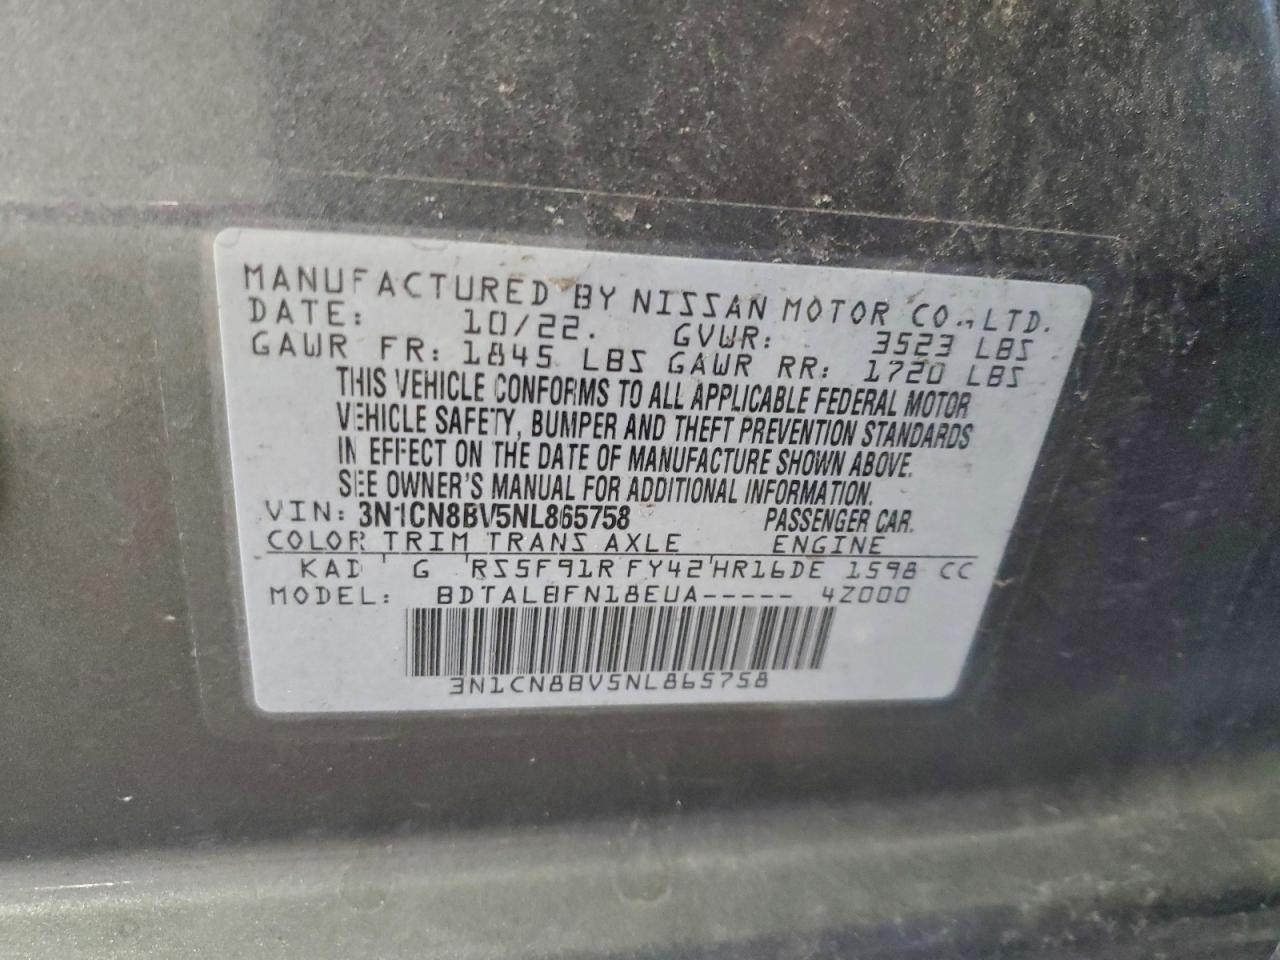 MANUFACTURED BY NISSAN MOTOR CO., LTD.
DATE: 10/22. GVWR: 3523 LBS
GAWR FR: 1845 LBS GAWR RR: 1720 LBS
THIS VEHICLE CONFORMS TO ALL APPLICABLE FEDERAL MOTOR
VEHICLE SAFETY, BUMPER AND THEFT PREVENTION STANDARDS
IN EFFECT ON THE DATE OF MANUFACTURE SHOWN ABOVE.
SEE OWNER'S MANUAL FOR ADDITIONAL INFORMATION.
VIN: 3N1CN8BV5NL865758 PASSENGER CAR.
COLOR TRIM TRANS AXLE ENGINE
KAD G RS5F91R FY42 HR16DE 1598 CC
MODEL: BDTALBFN18EUA----- 4Z000
3N1CN8BV5NL865758